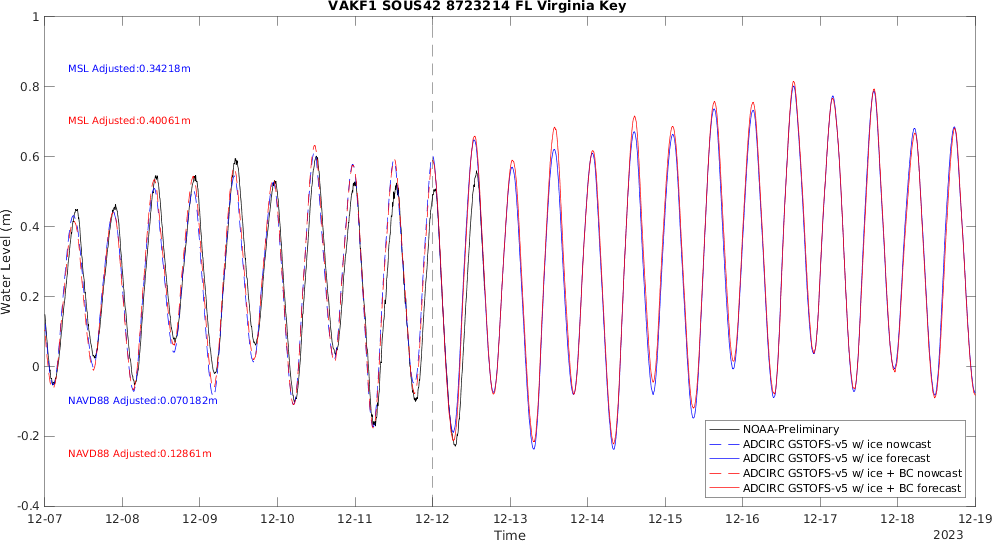 VAKF1 SOUS42 8723214 FL Virginia Key
1
0.8
0.6
0.4
0.2
0
-0.2
-0.4
Water Level (m)
MSL Adjusted:0.34218m
MSL Adjusted:0.40061m
NAVD88 Adjusted:0.070182m
NAVD88 Adjusted:0.12861m
NOAA-Preliminary
ADCIRC GSTOFS-v5 w/ ice nowcast
ADCIRC GSTOFS-v5 w/ ice forecast
ADCIRC GSTOFS-v5 w/ ice + BC nowcast
ADCIRC GSTOFS-v5 w/ ice + BC forecast
12-07 12-08 12-09 12-10 12-11 12-12 12-13 12-14 12-15 12-16 12-17 12-18 12-19
Time
2023